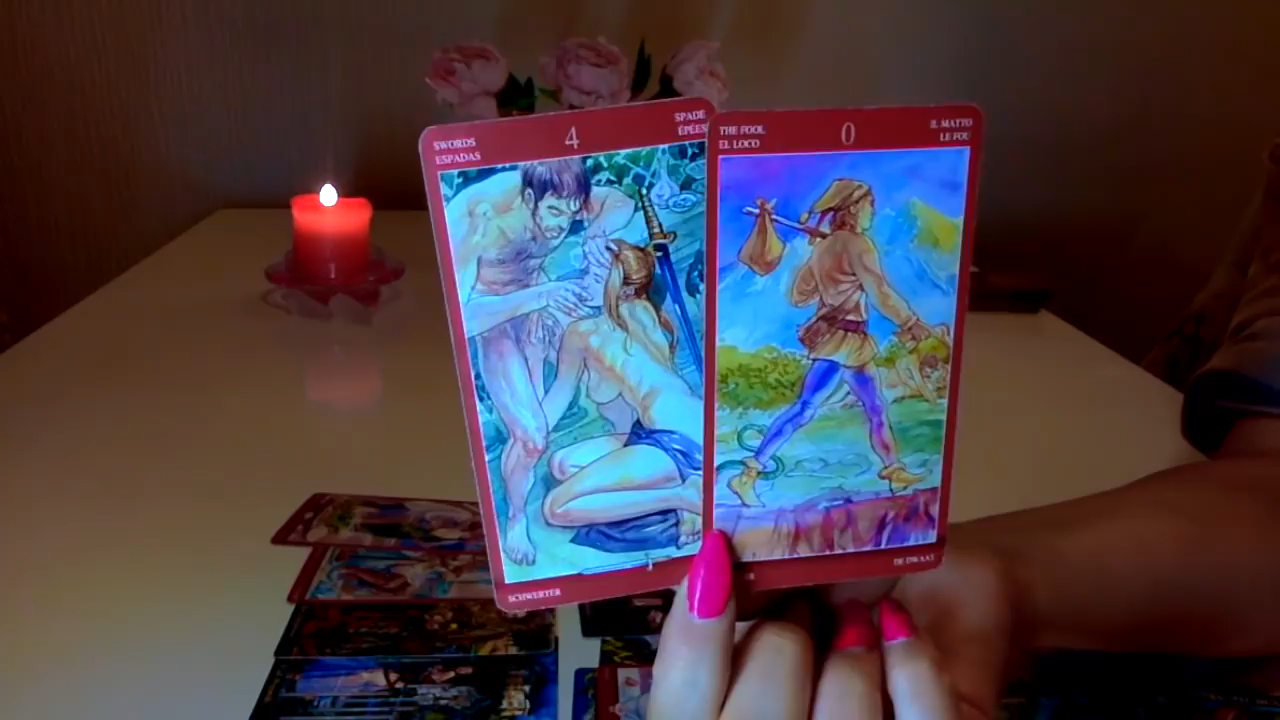 SWORDS
ESPADAS
4
SPADE
ÉPÉES
SCHWERTER
THE FOOL
EL LOCO
0
IL MATTO
LE FOU
DE DWAAS